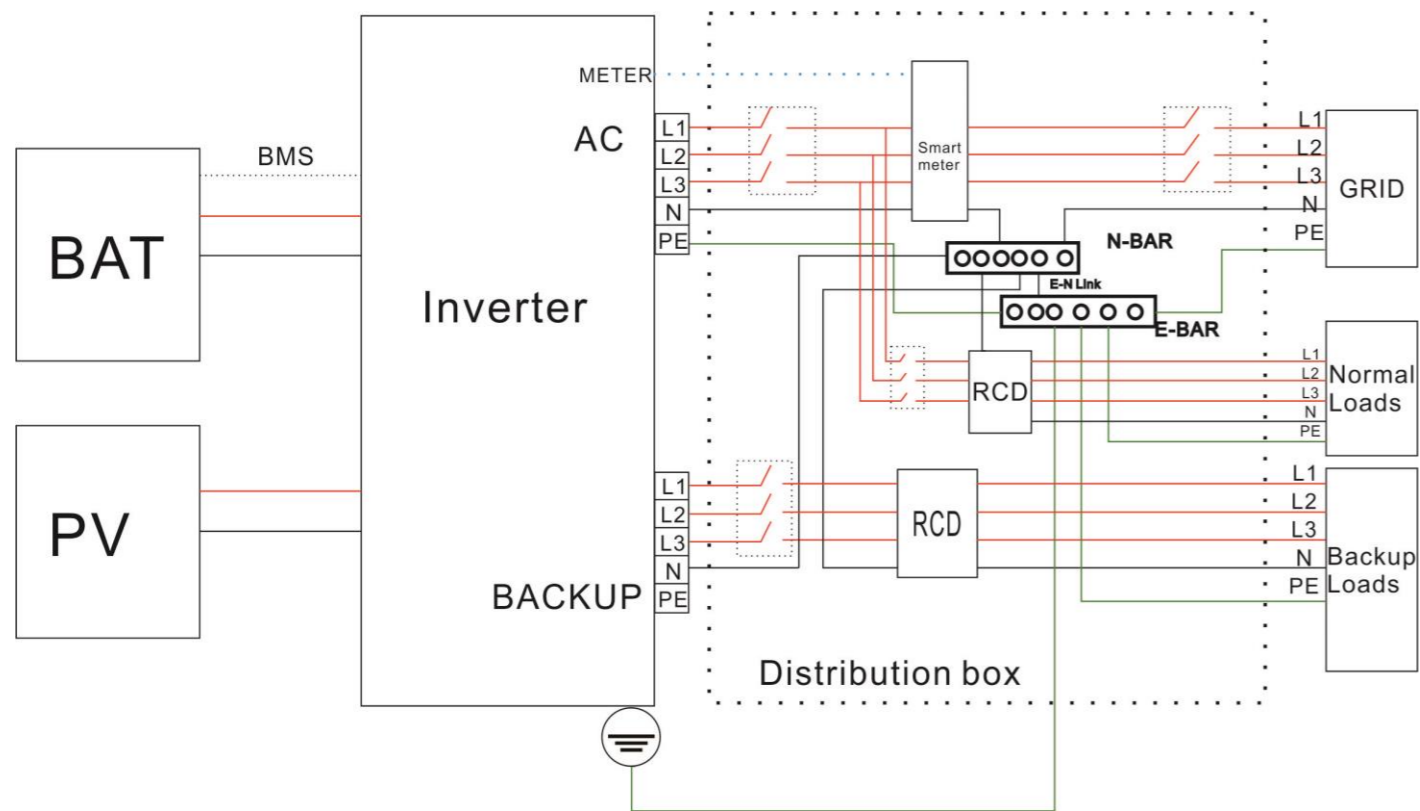 METER
AC
L1
L2
L3
N
PE
Smart
meter
L1
L2
L3
N
PE
GRID
BMS
BAT
N-BAR
E-N Link
E-BAR
Inverter
RCD
L1
L2
L3
N
PE
Normal
Loads
PV
L1
L2
L3
N
PE
BACKUP
RCD
L1
L2
L3
N
PE
Backup
Loads
Distribution box